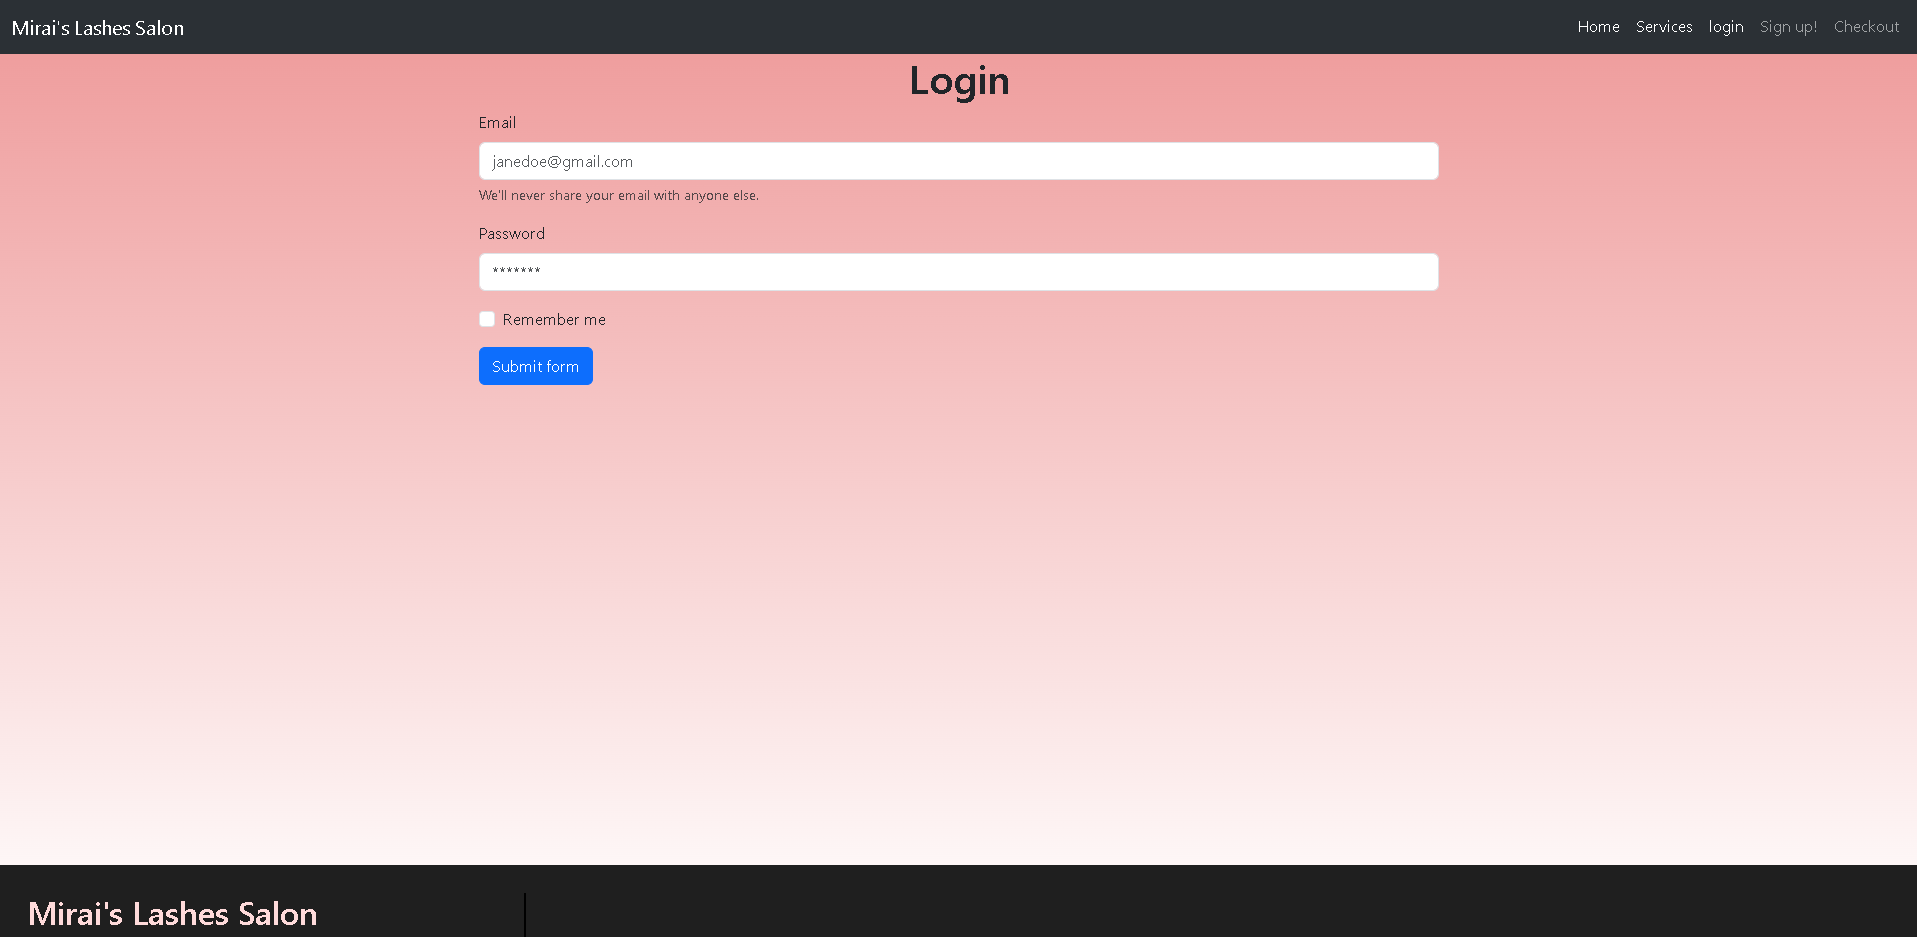 Mirai's Lashes Salon Home Services login Sign up! Checkout
Login
Email
janedoe@gmail.com
We'll never share your email with anyone else.
Password
*******
Remember me
Submit form
Mirai's Lashes Salon